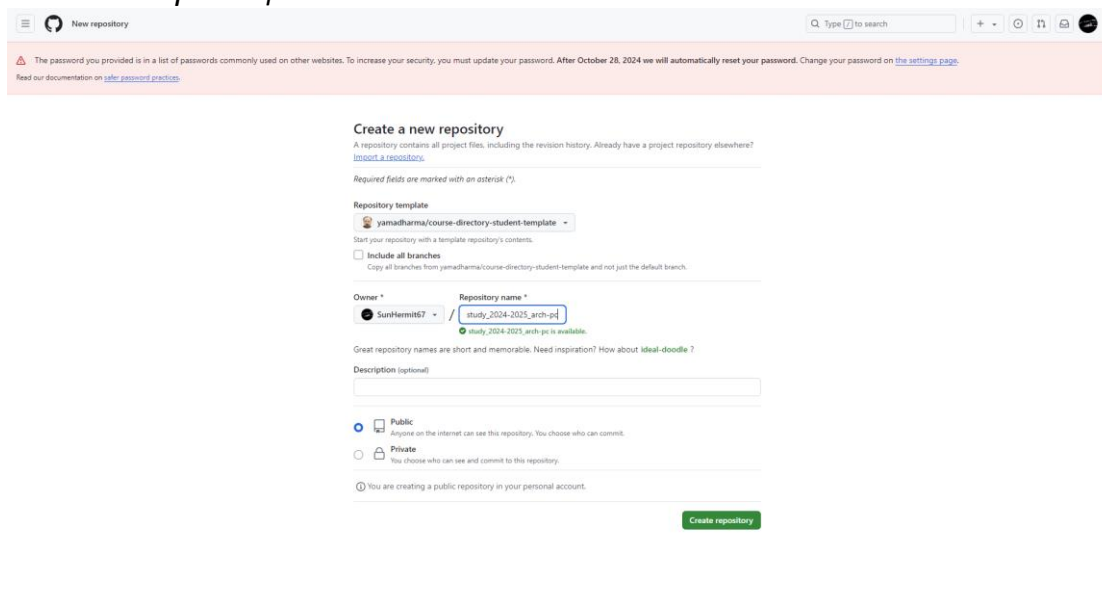 New repository
Type / to search
The password you provided is in a list of passwords commonly used on other websites. To increase your security, you must update your password. After October 28, 2024 we will automatically reset your password. Change your password on the settings page.
Read our documentation on safer password practices.
Create a new repository
A repository contains all project files, including the revision history. Already have a project repository elsewhere?
Import a repository.
Required fields are marked with an asterisk (*).
Repository template
yamadharma/course-directory-student-template
Start your repository with a template repository's contents.
Include all branches
Copy all branches from yamadharma/course-directory-student-template and not just the default branch.
Owner * Repository name *
SunHermit67 / study_2024-2025_arch-pc
study_2024-2025_arch-pc is available.
Great repository names are short and memorable. Need inspiration? How about ideal-doodle ?
Description (optional)
Public
Anyone on the internet can see this repository. You choose who can commit.
Private
You choose who can see and commit to this repository.
You are creating a public repository in your personal account.
Create repository